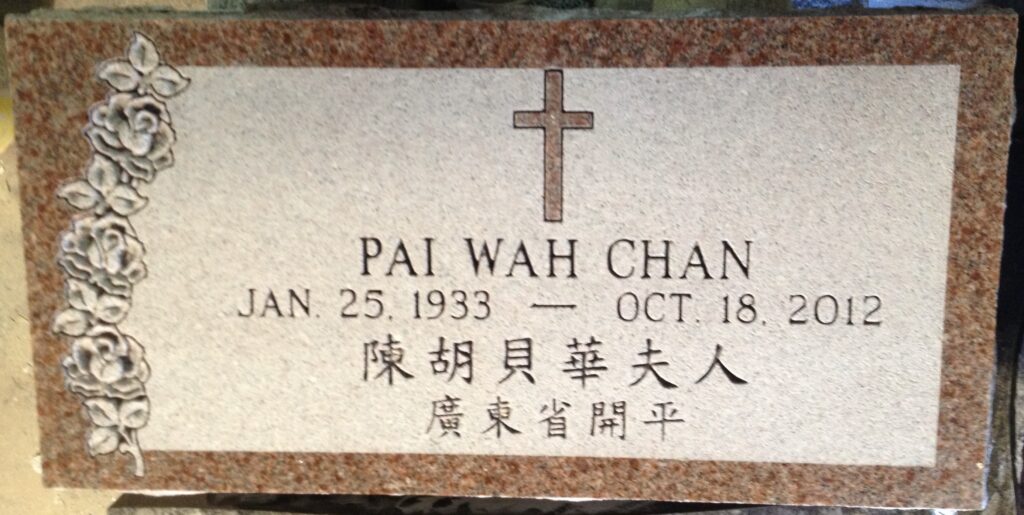 PAI WAH CHAN
JAN. 25, 1933 — OCT. 18, 2012
陳胡貝華夫人
廣東省開平